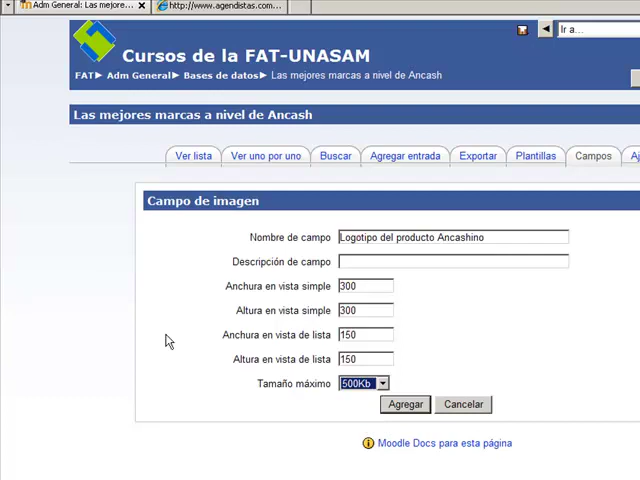 Adm General: Las mejores... http://www.agendistas.com...
Cursos de la FAT-UNASAM
Ir a...
FAT ► Adm General ► Bases de datos ► Las mejores marcas a nivel de Ancash
Las mejores marcas a nivel de Ancash
Ver lista Ver uno por uno Buscar Agregar entrada Exportar Plantillas Campos Aj
Campo de imagen
Nombre de campo Logotipo del producto Ancashino
Descripción de campo
Anchura en vista simple 300
Altura en vista simple 300
Anchura en vista de lista 150
Altura en vista de lista 150
Tamaño máximo 500Kb
Agregar Cancelar
Moodle Docs para esta página